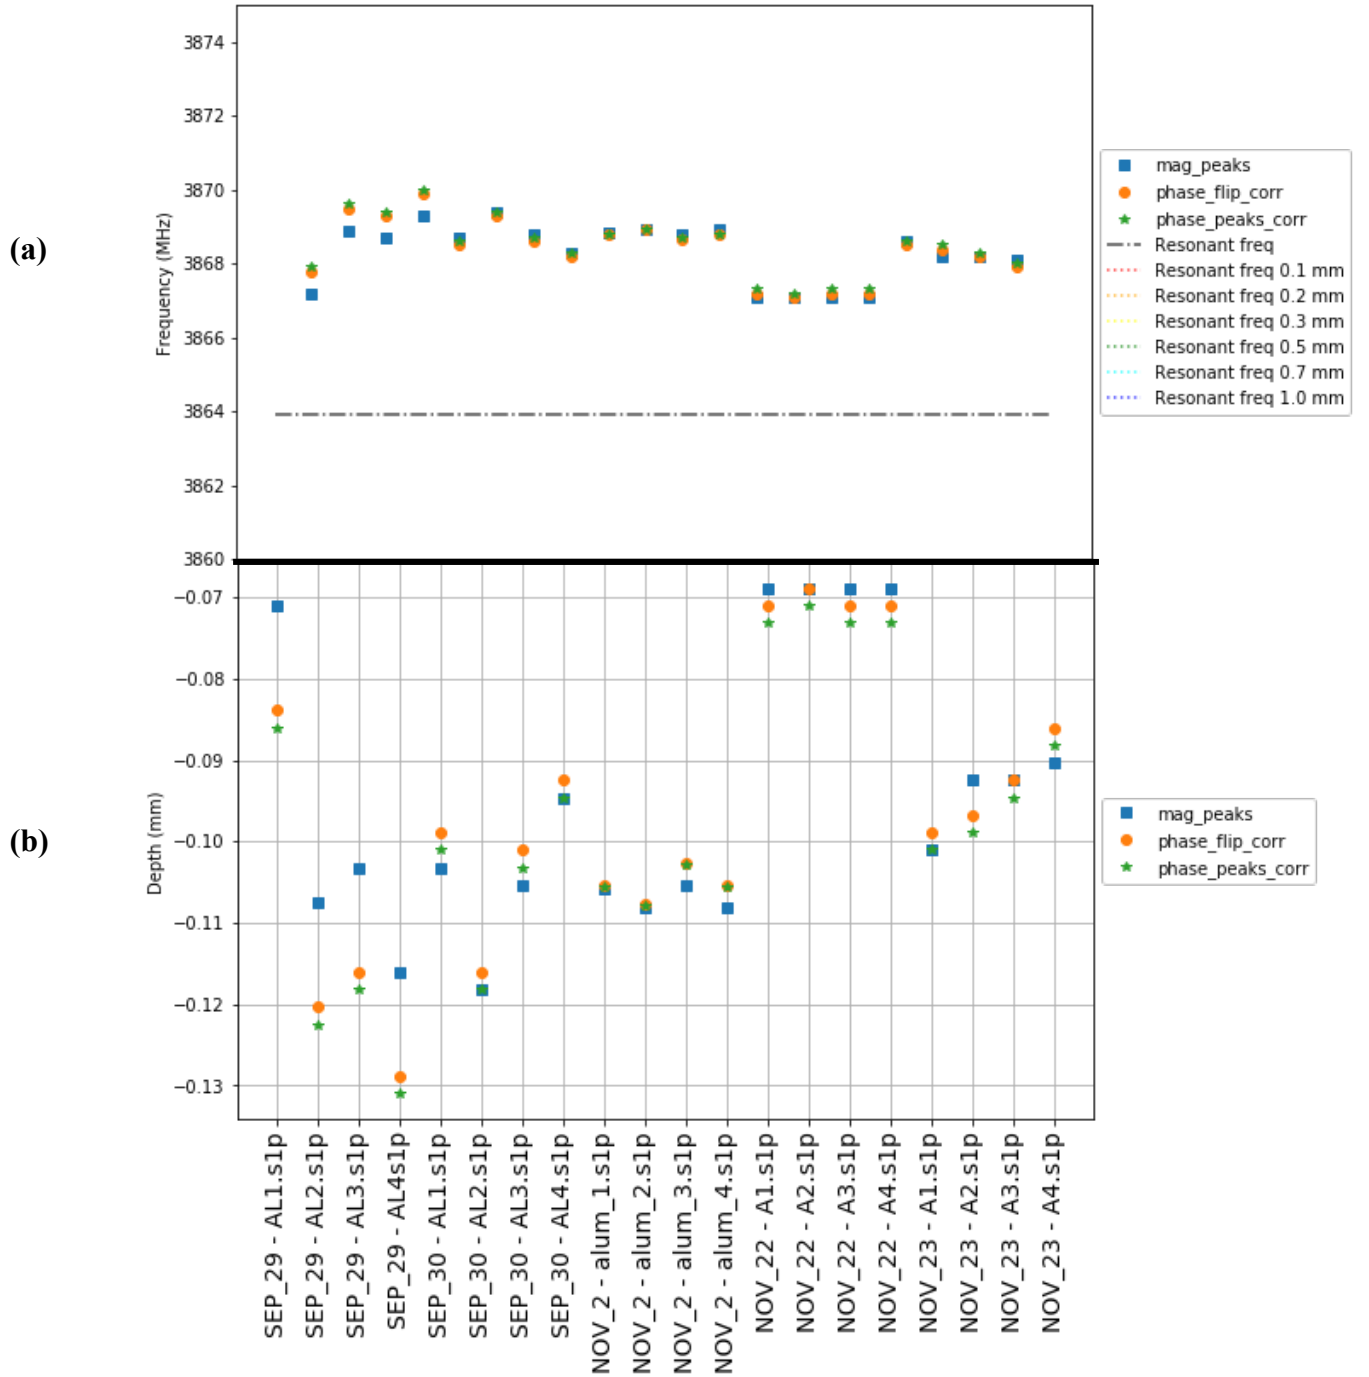 (a)
Frequency (MHz)
3874
3872
3870
3868
3866
3864
3862
3860
mag_peaks
phase_flip_corr
phase_peaks_corr
Resonant freq
Resonant freq 0.1 mm
Resonant freq 0.2 mm
Resonant freq 0.3 mm
Resonant freq 0.5 mm
Resonant freq 0.7 mm
Resonant freq 1.0 mm
(b)
Depth (mm)
−0.07
−0.08
−0.09
−0.10
−0.11
−0.12
−0.13
mag_peaks
phase_flip_corr
phase_peaks_corr
SEP_29 - AL1.s1p
SEP_29 - AL2.s1p
SEP_29 - AL3.s1p
SEP_29 - AL4s1p
SEP_30 - AL1.s1p
SEP_30 - AL2.s1p
SEP_30 - AL3.s1p
SEP_30 - AL4.s1p
NOV_2 - alum_1.s1p
NOV_2 - alum_2.s1p
NOV_2 - alum_3.s1p
NOV_2 - alum_4.s1p
NOV_22 - A1.s1p
NOV_22 - A2.s1p
NOV_22 - A3.s1p
NOV_22 - A4.s1p
NOV_23 - A1.s1p
NOV_23 - A2.s1p
NOV_23 - A3.s1p
NOV_23 - A4.s1p